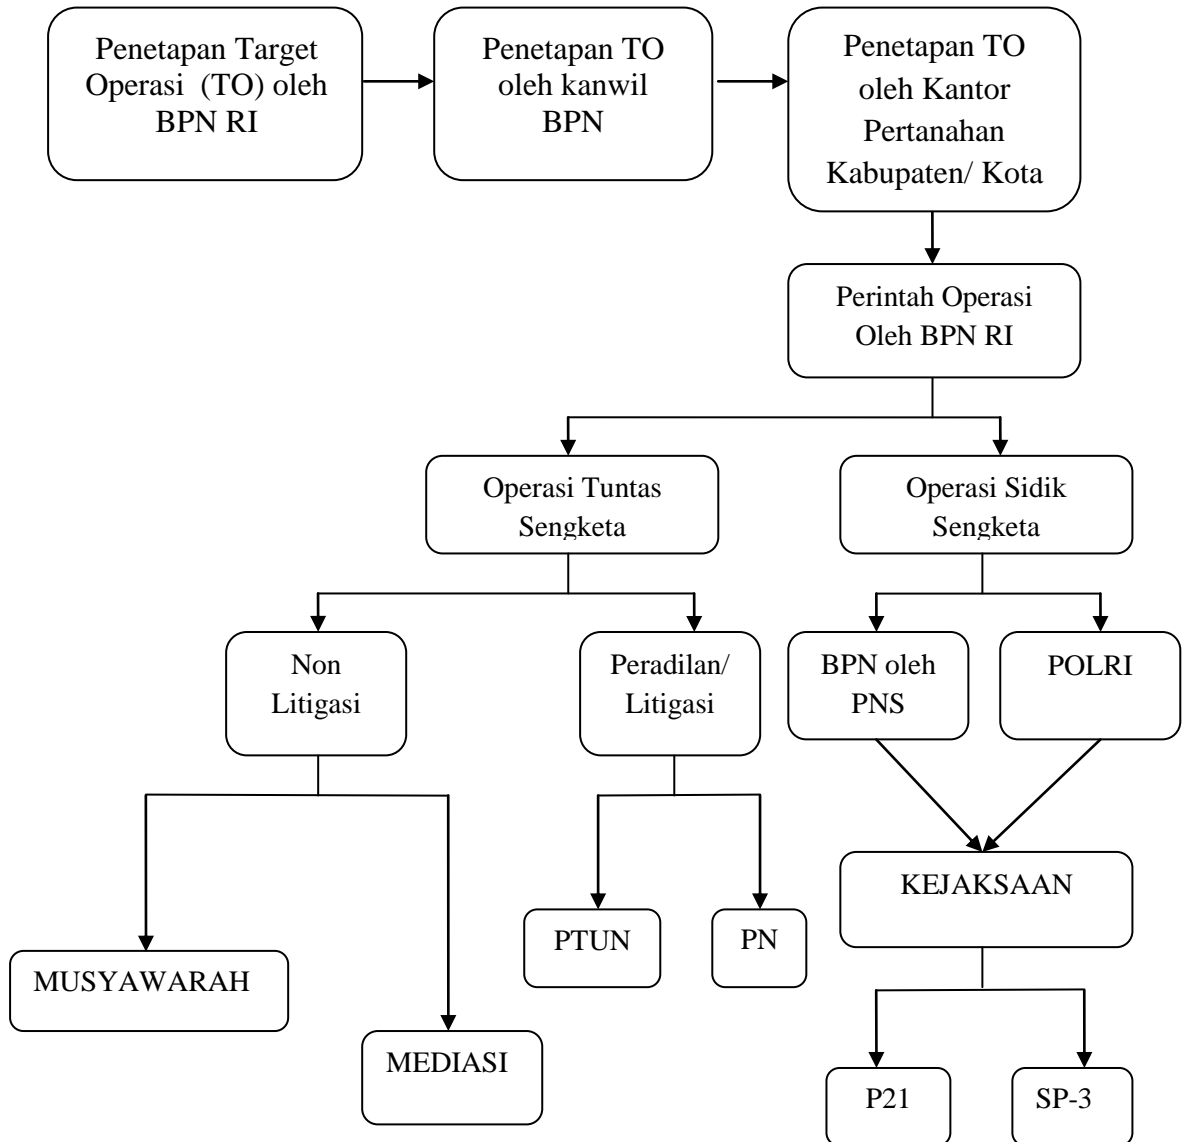 Penetapan Target
Operasi (TO) oleh
BPN RI
Penetapan TO
oleh kanwil
BPN
Penetapan TO
oleh Kantor
Pertanahan
Kabupaten/ Kota
Perintah Operasi
Oleh BPN RI
Operasi Tuntas
Sengketa
Operasi Sidik
Sengketa
Non
Litigasi
Peradilan/
Litigasi
BPN oleh
PNS
POLRI
KEJAKSAAN
PTUN
PN
MUSYAWARAH
MEDIASI
P21
SP-3